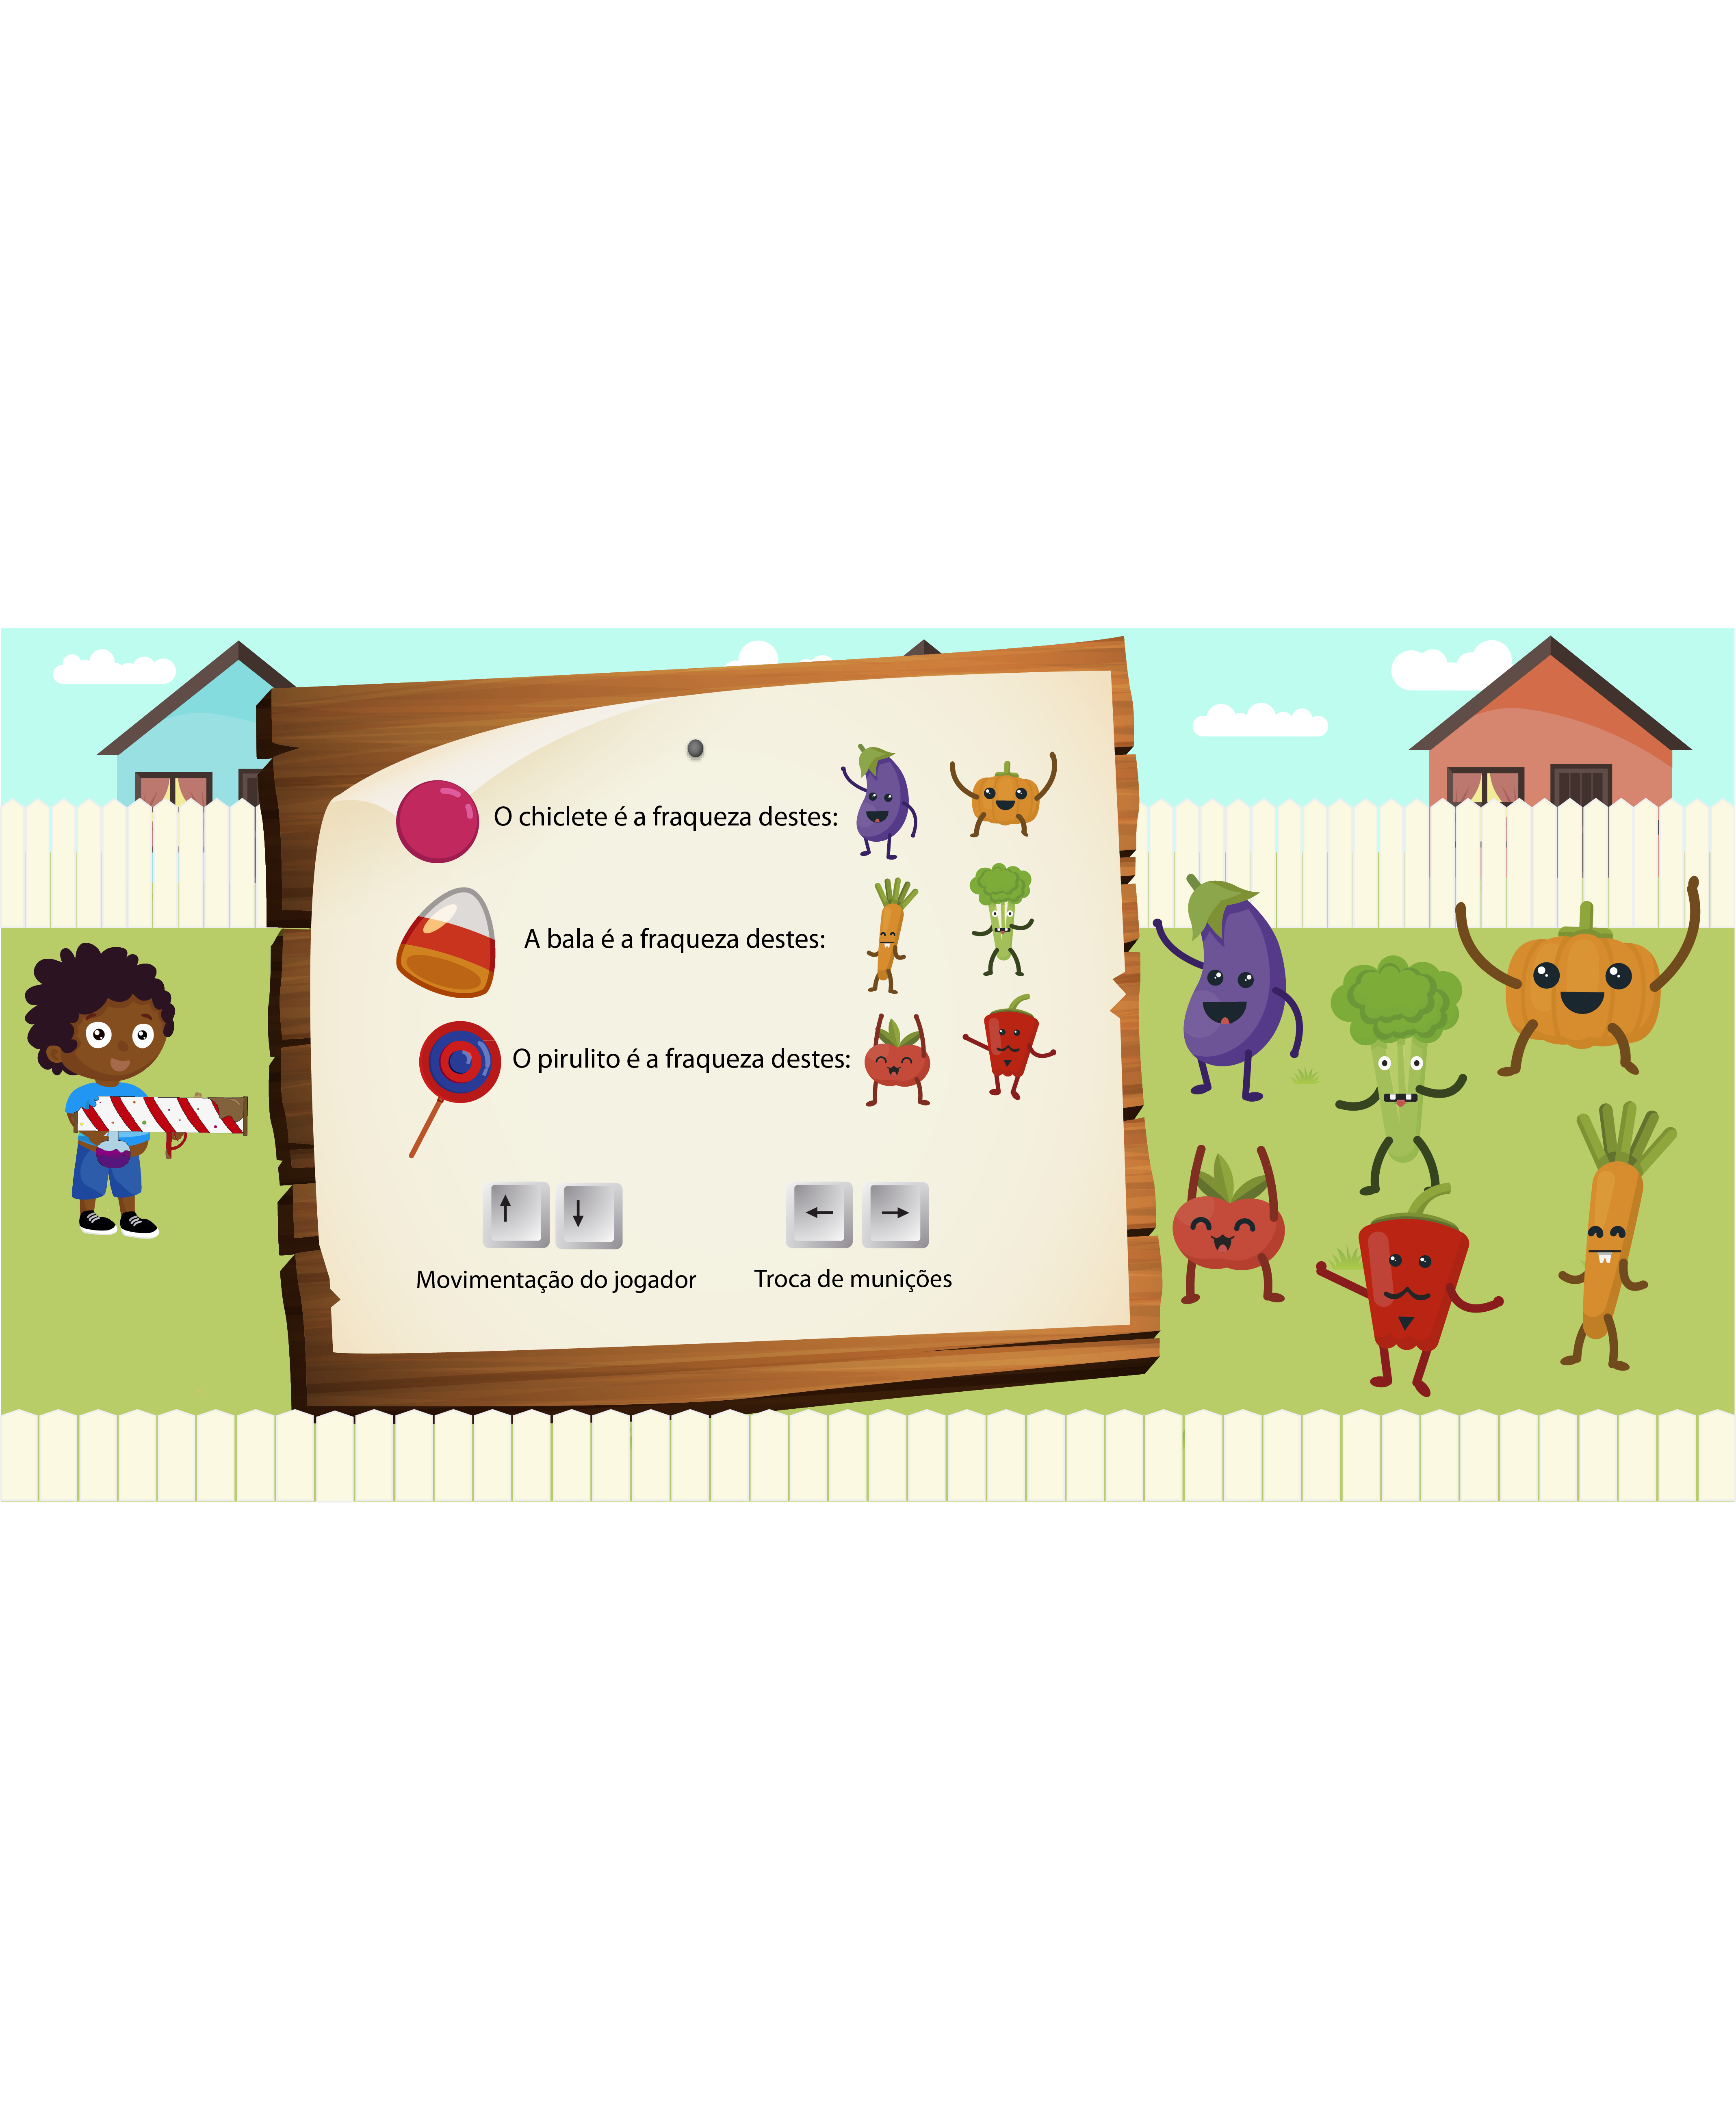 O chiclete é a fraqueza destes:
A bala é a fraqueza destes:
O pirulito é a fraqueza destes:
Movimentação do jogador
Troca de munições